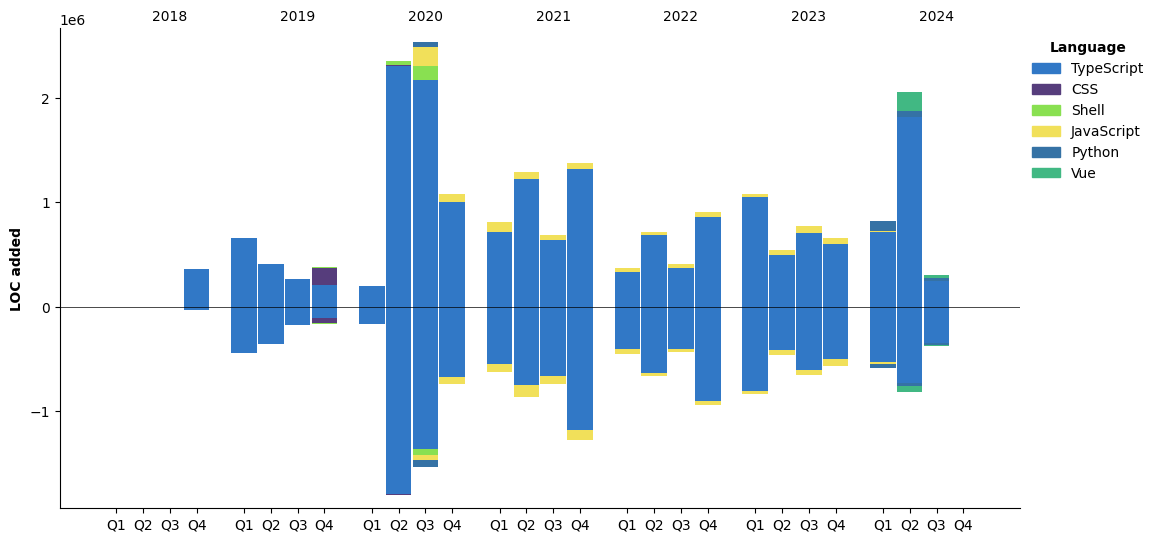 2018 2019 2020 2021 2022 2023 2024
1e6
Language
TypeScript
CSS
Shell
JavaScript
Python
Vue
LOC added
2
1
0
−1
Q1 Q2 Q3 Q4 Q1 Q2 Q3 Q4 Q1 Q2 Q3 Q4 Q1 Q2 Q3 Q4 Q1 Q2 Q3 Q4 Q1 Q2 Q3 Q4 Q1 Q2 Q3 Q4